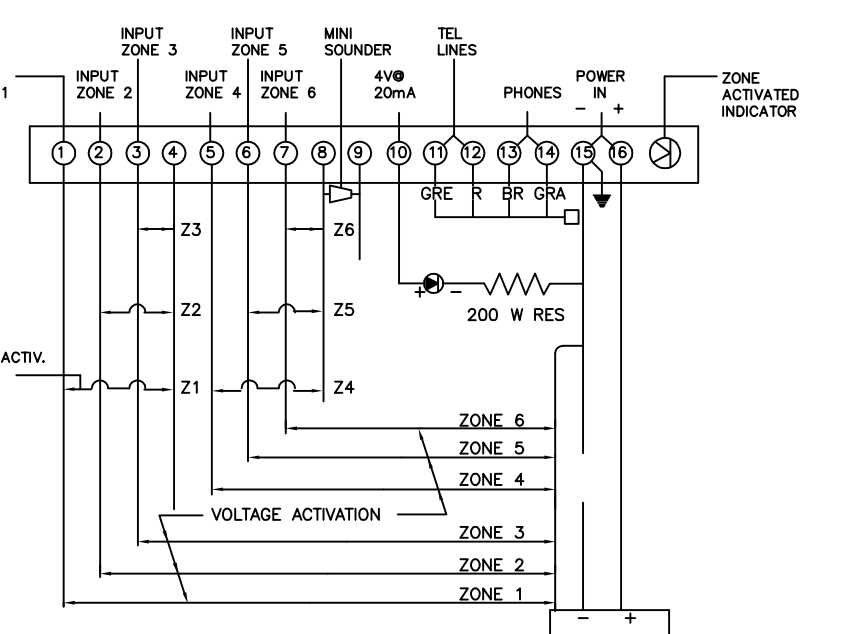 INPUT
ZONE 3
INPUT
ZONE 5
MINI
SOUNDER
TEL
LINES
INPUT
ZONE 2
INPUT
ZONE 4
INPUT
ZONE 6
4V@
20mA
PHONES
POWER
IN
- +
ZONE
ACTIVATED
INDICATOR
1
1 2 3 4 5 6 7 8 9 10 11 12 13 14 15 16
GRE R BR GRA
Z3 Z6
+ -
Z2 Z5
200 W RES
ACTIV.
Z1 Z4
ZONE 6
ZONE 5
ZONE 4
VOLTAGE ACTIVATION
ZONE 3
ZONE 2
ZONE 1
- +